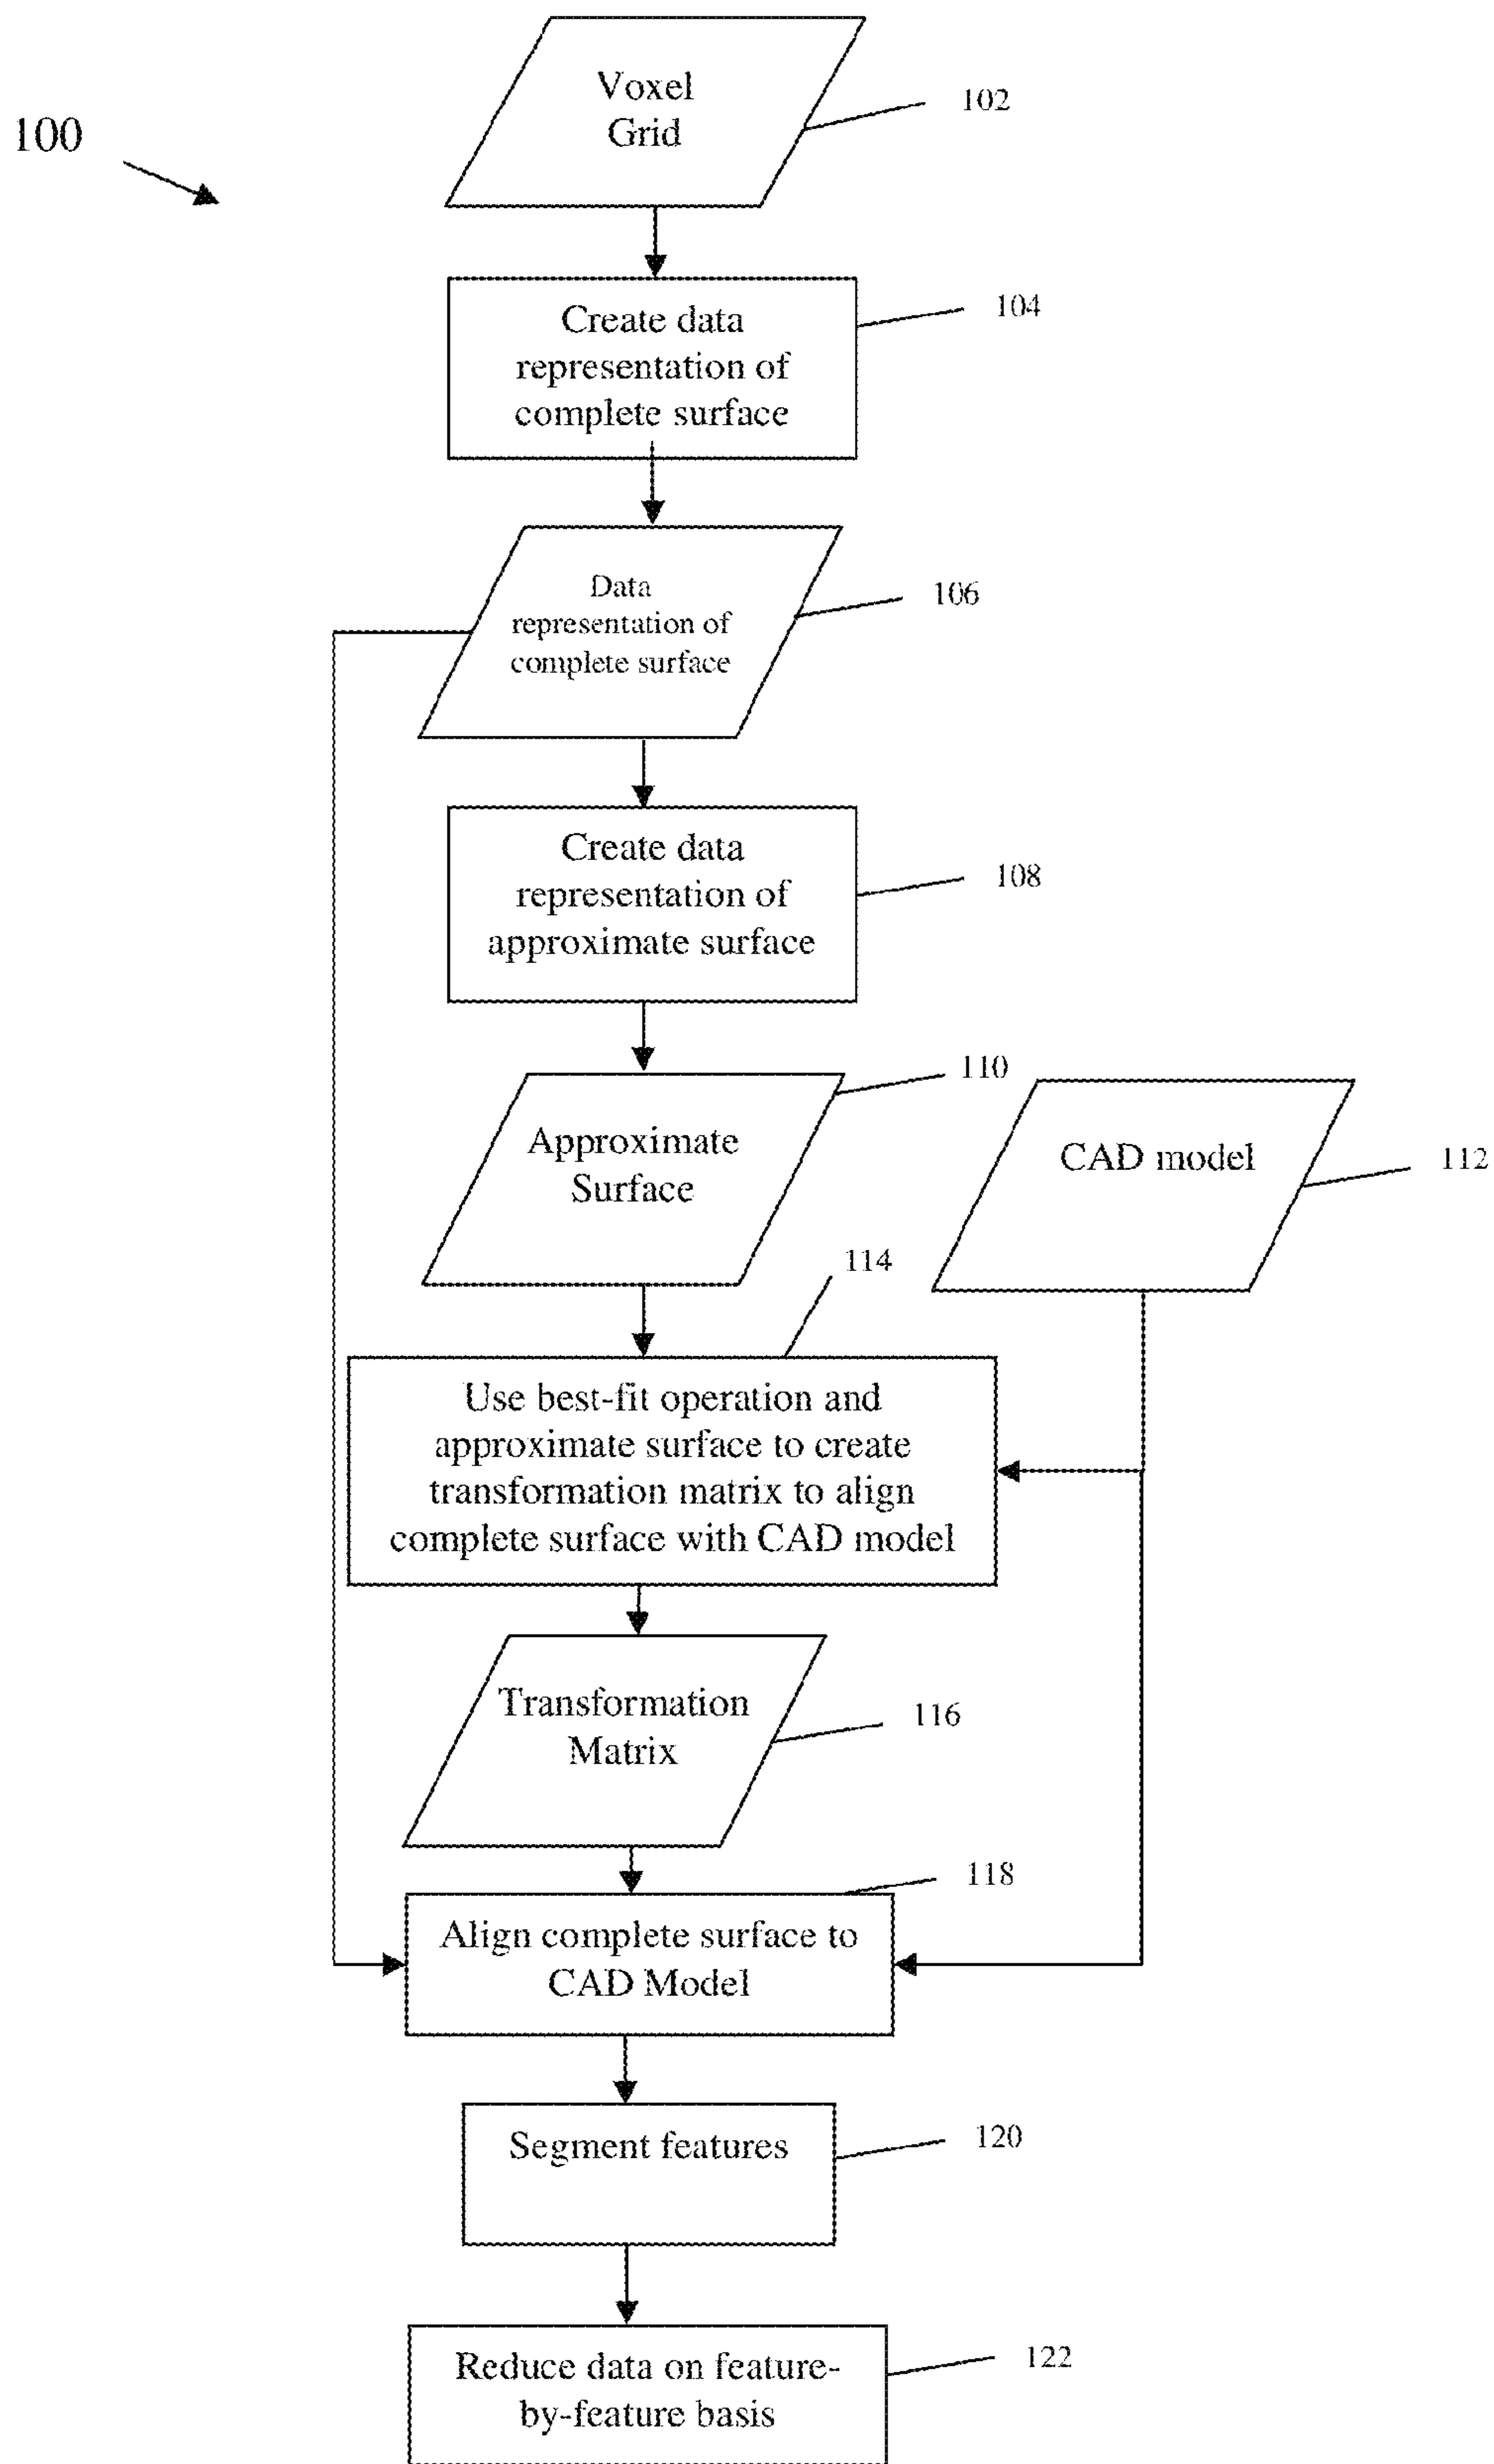 100
Voxel
Grid
102
Create data
representation of
complete surface
104
Data
representation of
complete surface
106
Create data
representation of
approximate surface
108
Approximate
Surface
110
CAD model
112
114
Use best-fit operation and
approximate surface to create
transformation matrix to align
complete surface with CAD model
Transformation
Matrix
116
118
Align complete surface to
CAD Model
Segment features
120
Reduce data on feature-
by-feature basis
122